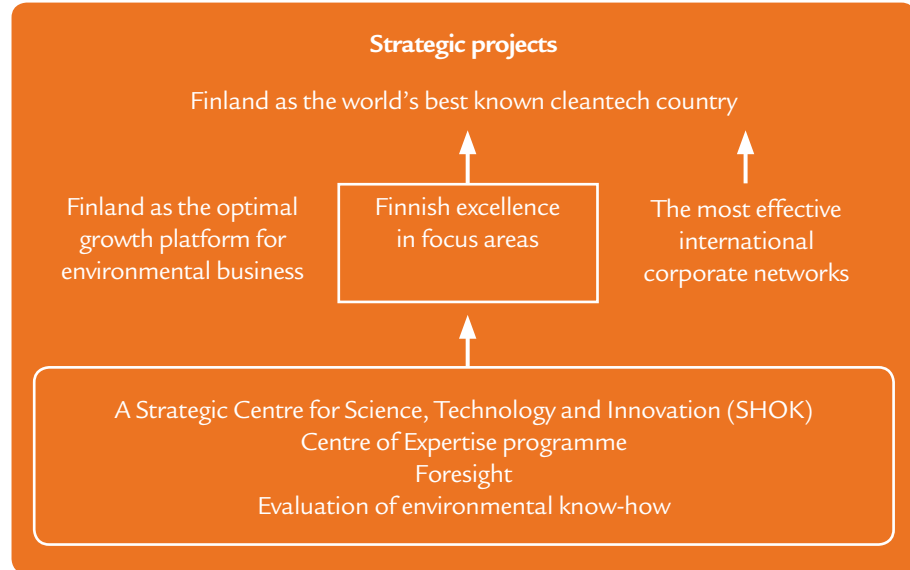 Strategic projects
Finland as the world's best known cleantech country
Finland as the optimal
growth platform for
environmental business
Finnish excellence
in focus areas
The most effective
international
corporate networks
A Strategic Centre for Science, Technology and Innovation (SHOK)
Centre of Expertise programme
Foresight
Evaluation of environmental know-how